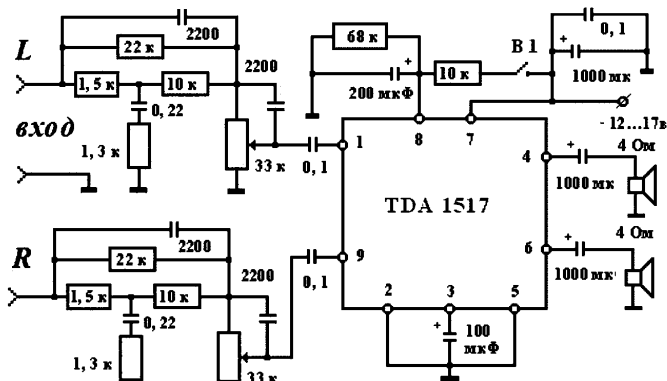 L
2200
22 к
1,5 к
10 к
2200
0,22
вход
1,3 к
33 к
0,1
68 к
+
200 мкФ
10 к
В 1
0,1
+
1000 мк
- 12...17в
1
8
7
TDA 1517
4
+
1000 мк
4 Ом
R
2200
22 к
1,5 к
10 к
2200
0,22
1,3 к
33 к
0,1
9
6
+
1000 мк
4 Ом
2
3
5
+
100
мкФ